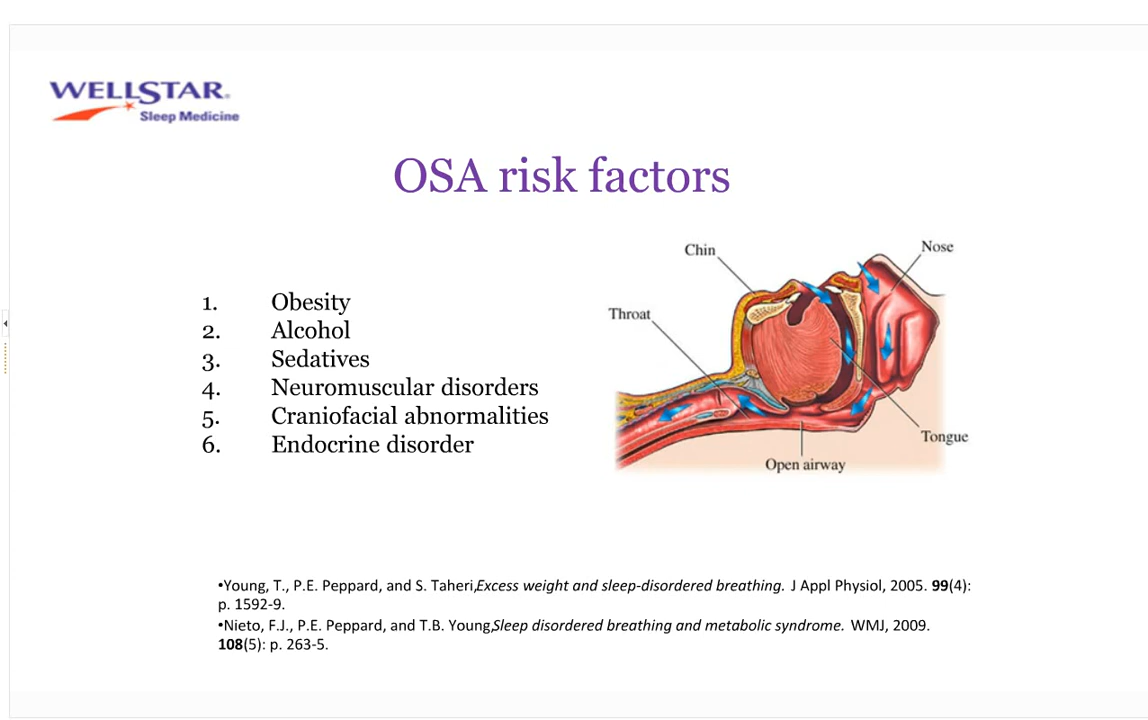 WELLSTAR.
Sleep Medicine
OSA risk factors
1. Obesity
2. Alcohol
3. Sedatives
4. Neuromuscular disorders
5. Craniofacial abnormalities
6. Endocrine disorder
Chin
Nose
Throat
Tongue
Open airway
•Young, T., P.E. Peppard, and S. Taheri,Excess weight and sleep-disordered breathing. J Appl Physiol, 2005. 99(4):
p. 1592-9.
•Nieto, F.J., P.E. Peppard, and T.B. Young,Sleep disordered breathing and metabolic syndrome. WMJ, 2009.
108(5): p. 263-5.